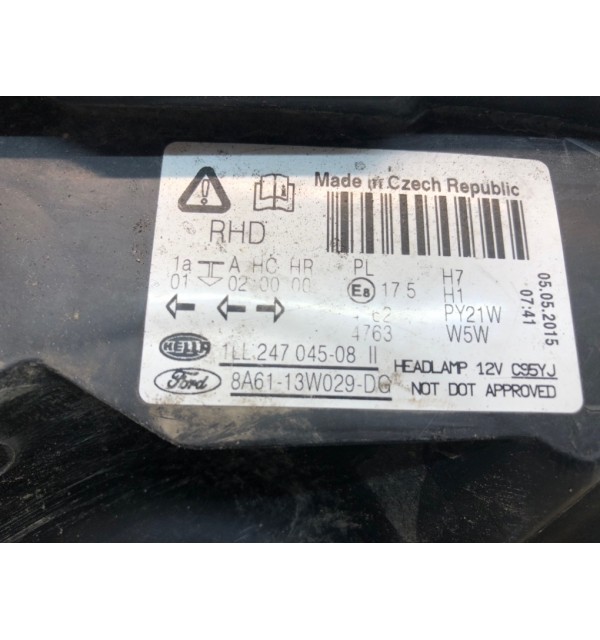 Made in Czech Republic
RHD
1a A HC HR PL H7
01 02 00 00 E8 17 5 H1
E2 PY21W
4763 W5W
05.05.2015
07:41
HELLA 1LL 247 045-08 II
HEADLAMP 12V C95YJ
Ford 8A61-13W029-DG
NOT DOT APPROVED